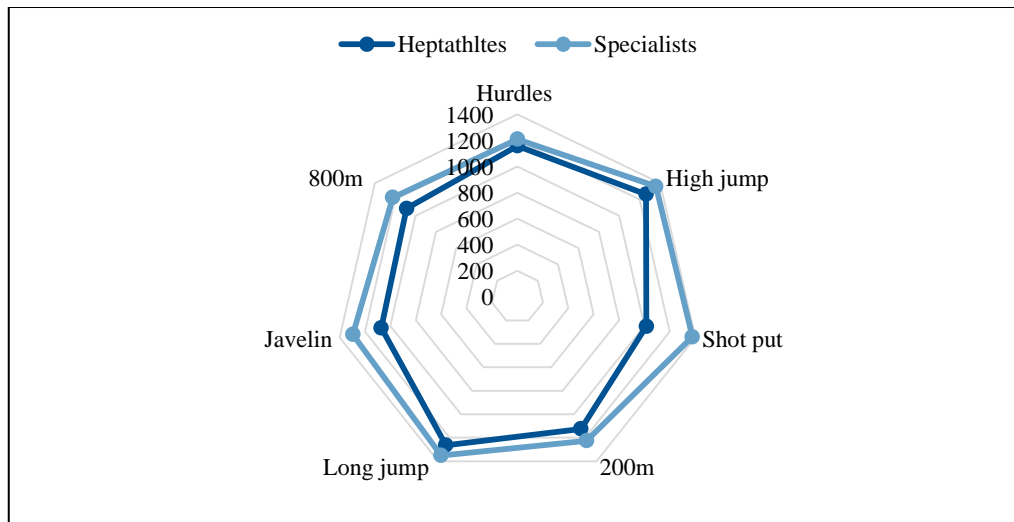 Heptathltes Specialists
Hurdles
High jump
Shot put
200m
Long jump
Javelin
800m
1400
1200
1000
800
600
400
200
0